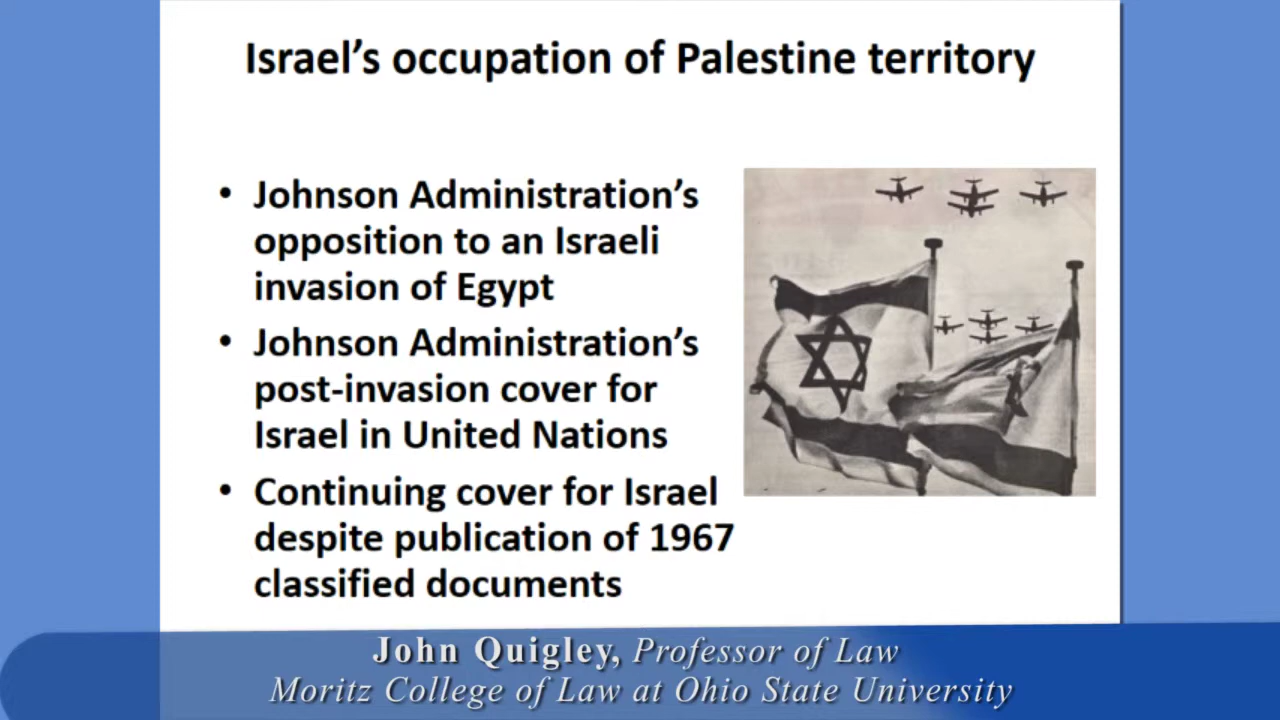 Israel’s occupation of Palestine territory
• Johnson Administration’s
opposition to an Israeli
invasion of Egypt
• Johnson Administration’s
post-invasion cover for
Israel in United Nations
• Continuing cover for Israel
despite publication of 1967
classified documents
John Quigley, Professor of Law
Moritz College of Law at Ohio State University